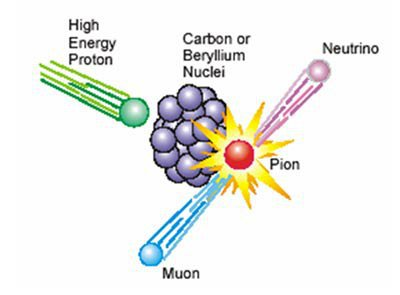 High
Energy
Proton
Carbon or
Beryllium
Nuclei
Neutrino
Pion
Muon